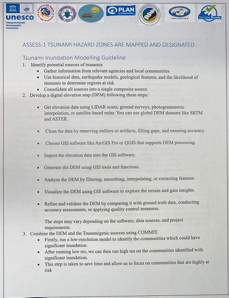 unesco
PLAN
ASSESS-1 TSUNAMI HAZARD ZONES ARE MAPPED AND DESIGNATED
Tsunami Inundation Modelling Guideline
1. Identify potential sources of tsunamis
• Gather information from relevant agencies and local communities
• Use historical data, earthquake models, geological features, and the likelihood of
tsunamis to determine regions at risk
• Consolidate all sources into a single composite source
2. Develop a digital elevation map (DEM) following these steps:
• Get elevation data using LIDAR scans, ground surveys, photogrammetric
interpolation, or satellite-based radar. You can use global DEM datasets like SRTM
and ASTER.
• Clean the data by removing outliers or artifacts, filling gaps, and ensuring accuracy
• Choose GIS software like ArcGIS Pro or QGIS that supports DEM processing.
• Import the elevation data into the GIS software.
• Generate the DEM using GIS tools and functions.
• Analyze the DEM by filtering, smoothing, interpolating, or extracting features.
• Visualize the DEM using GIS software to explore the terrain and gain insights.
• Refine and validate the DEM by comparing it with ground truth data, conducting
accuracy assessments, or applying quality control measures.
The steps may vary depending on the software, data sources, and project
requirements.
3. Combine the DEM and the Tsunamigenic sources using COMMIT
• Firstly, run a low-resolution model to identify the communities which could have
significant inundation.
• After running low res, we can then run high res on the communities identified with
significant inundation.
• This step is taken to save time and allow us to focus on communities that are highly at
risk